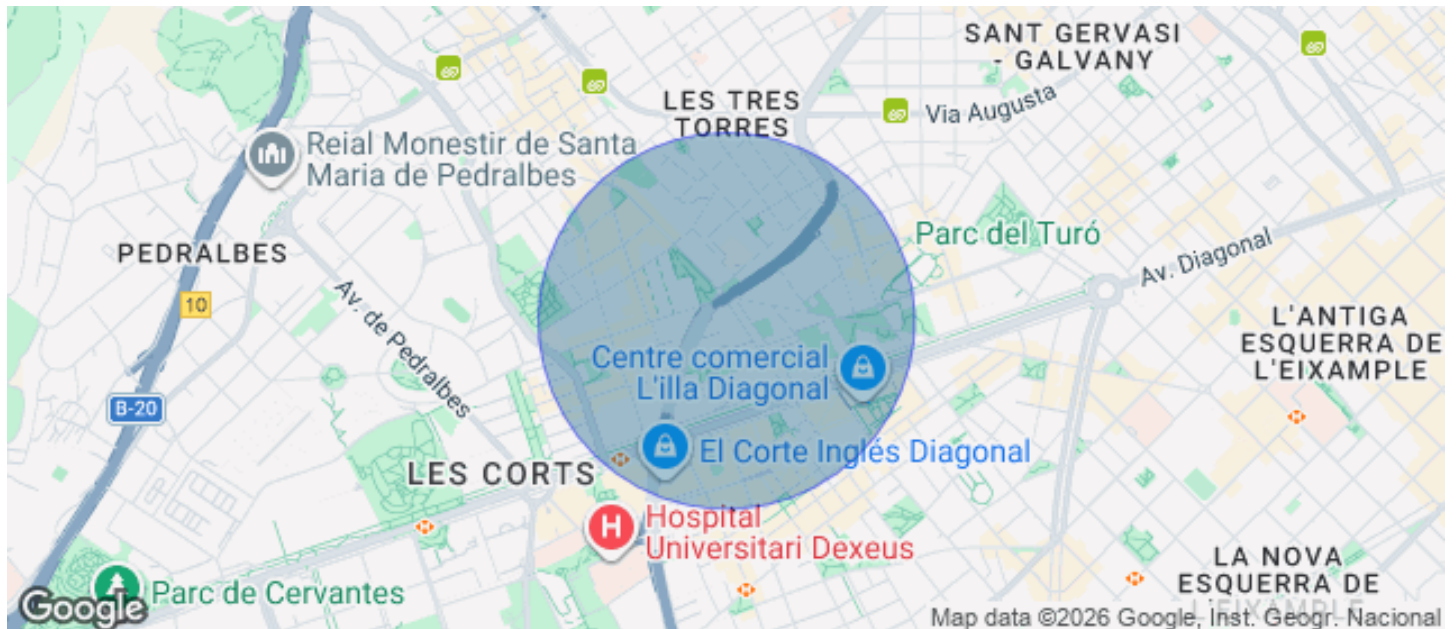 SANT GERVASI
- GALVANY
LES TRES
TORRES
Via Augusta
Reial Monestir de Santa
Maria de Pedralbes
Parc del Turó
PEDRALBES
Av. Diagonal
10
Av. de Pedralbes
L'ANTIGA
ESQUERRA DE
L'EIXAMPLE
Centre comercial
L'illa Diagonal
B-20
El Corte Inglés Diagonal
LES CORTS
H
Hospital
Universitari Dexeus
LA NOVA
ESQUERRA DE
L'EIXAMPLE
Parc de Cervantes
Google
Map data ©2026 Google, Inst. Geogr. Nacional